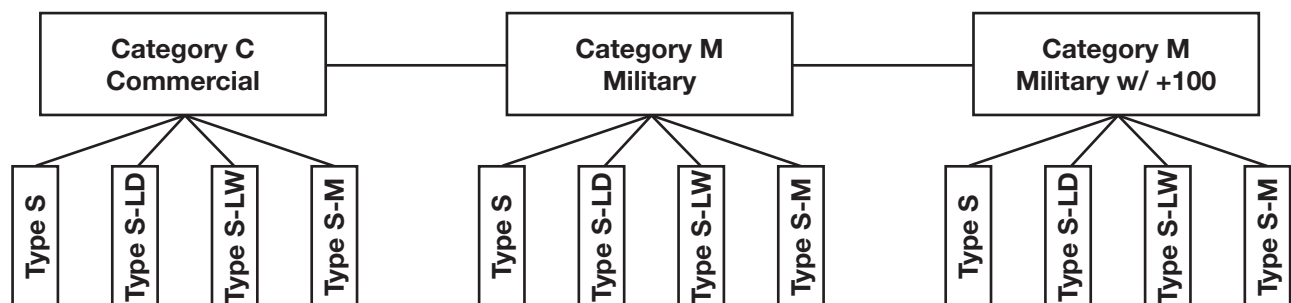 Category C
Commercial
Category M
Military
Category M
Military w/ +100
Type S
Type S-LD
Type S-LW
Type S-M
Type S
Type S-LD
Type S-LW
Type S-M
Type S
Type S-LD
Type S-LW
Type S-M